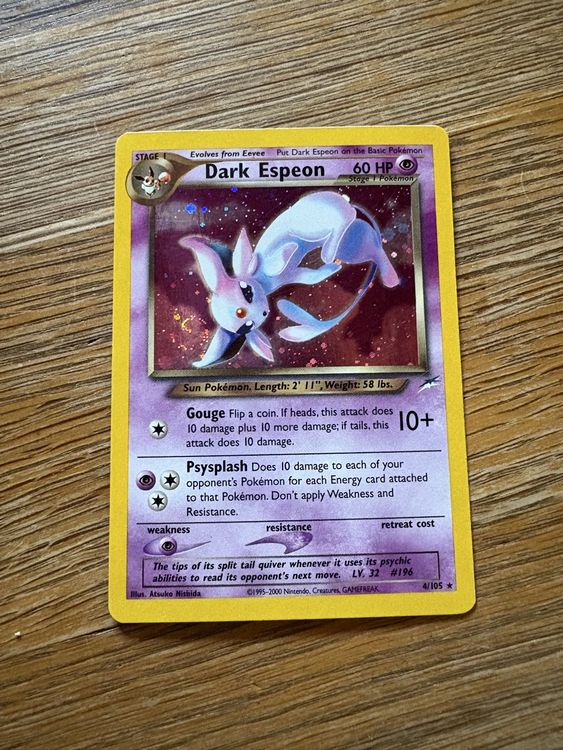 STAGE 1 Evolves from Eevee Put Dark Espeon on the Basic Pokémon
Dark Espeon 60 HP
Stage 1 Pokémon
Sun Pokémon. Length: 2' 11", Weight: 58 lbs.
Gouge Flip a coin. If heads, this attack does
10 damage plus 10 more damage; if tails, this
attack does 10 damage.
10+
Psysplash Does 10 damage to each of your
opponent's Pokémon for each Energy card attached
to that Pokémon. Don't apply Weakness and
Resistance.
weakness resistance retreat cost
The tips of its split tail quiver whenever it uses its psychic
abilities to read its opponent's next move. LV. 32 #196
Illus. Atsuko Nishida ©1995-2000 Nintendo, Creatures, GAMEFREAK. 4/105 ★